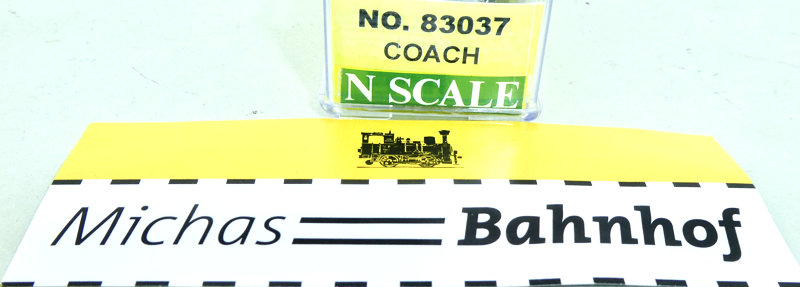 NO. 83037
COACH
N SCALE
Michas Bahnhof